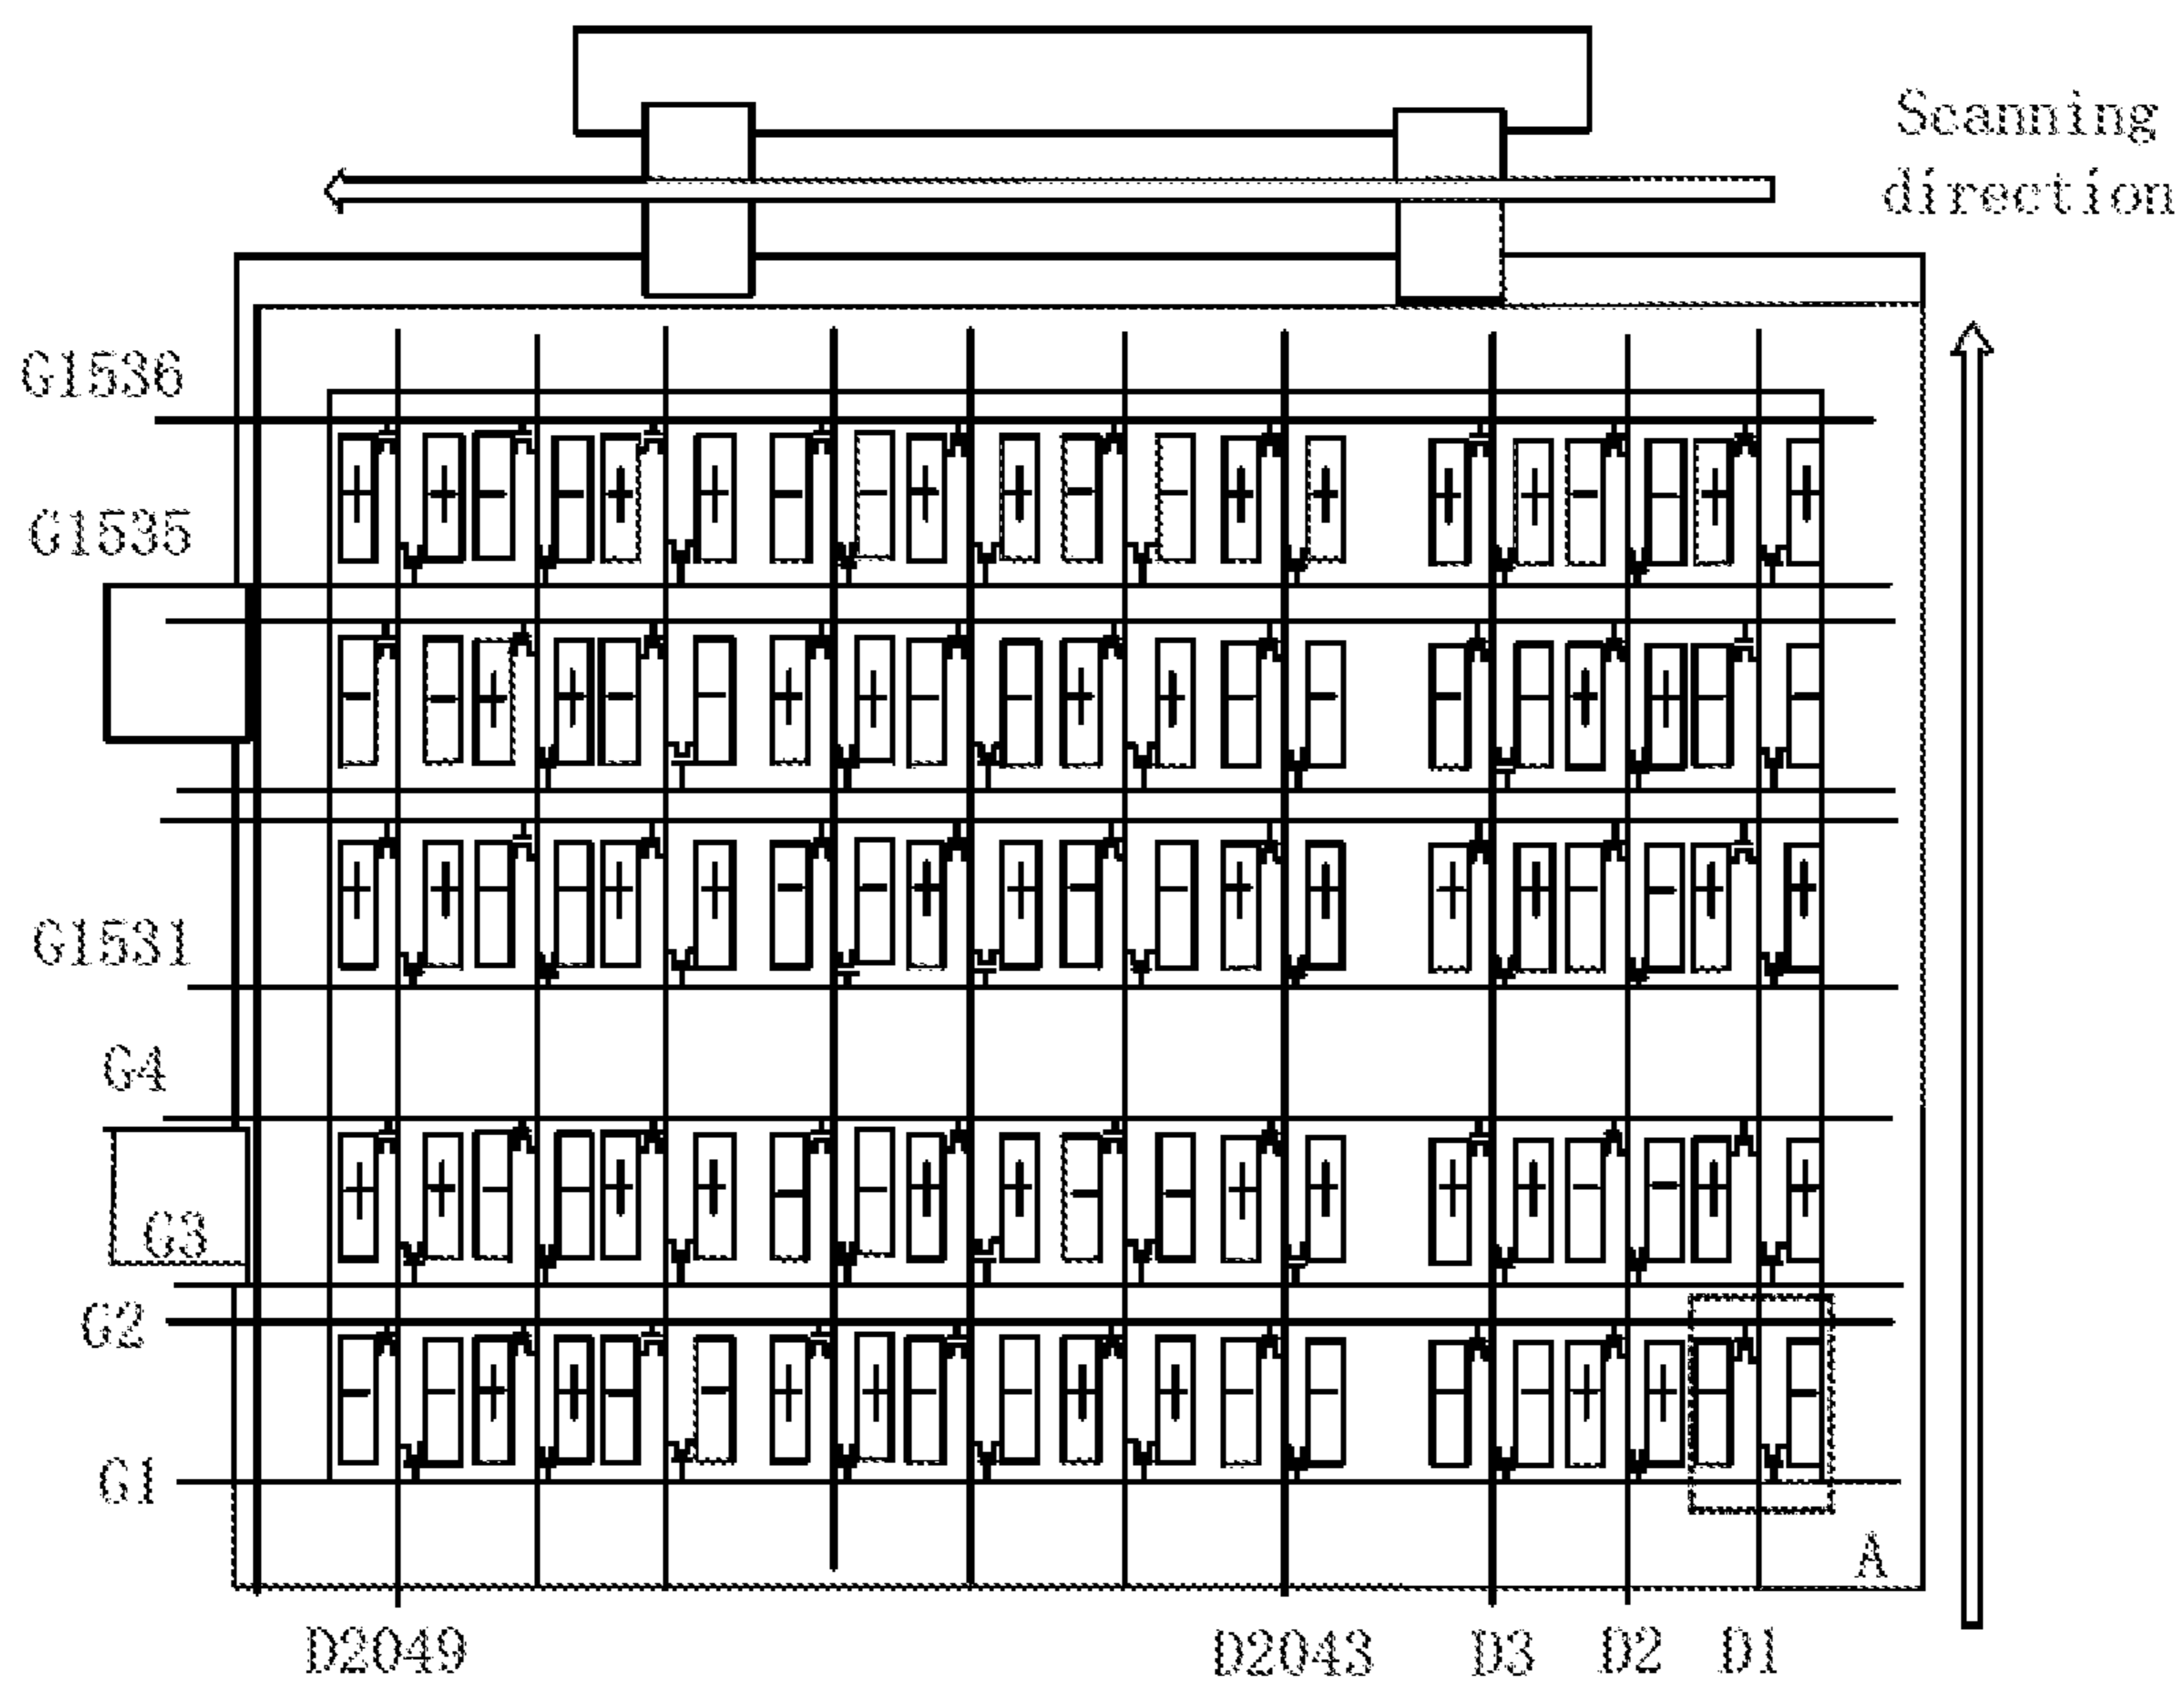 Scanning
direction
G1536
G1535
G1531
G4
G3
G2
G1
A
D2049 D2043 D3 D2 D1